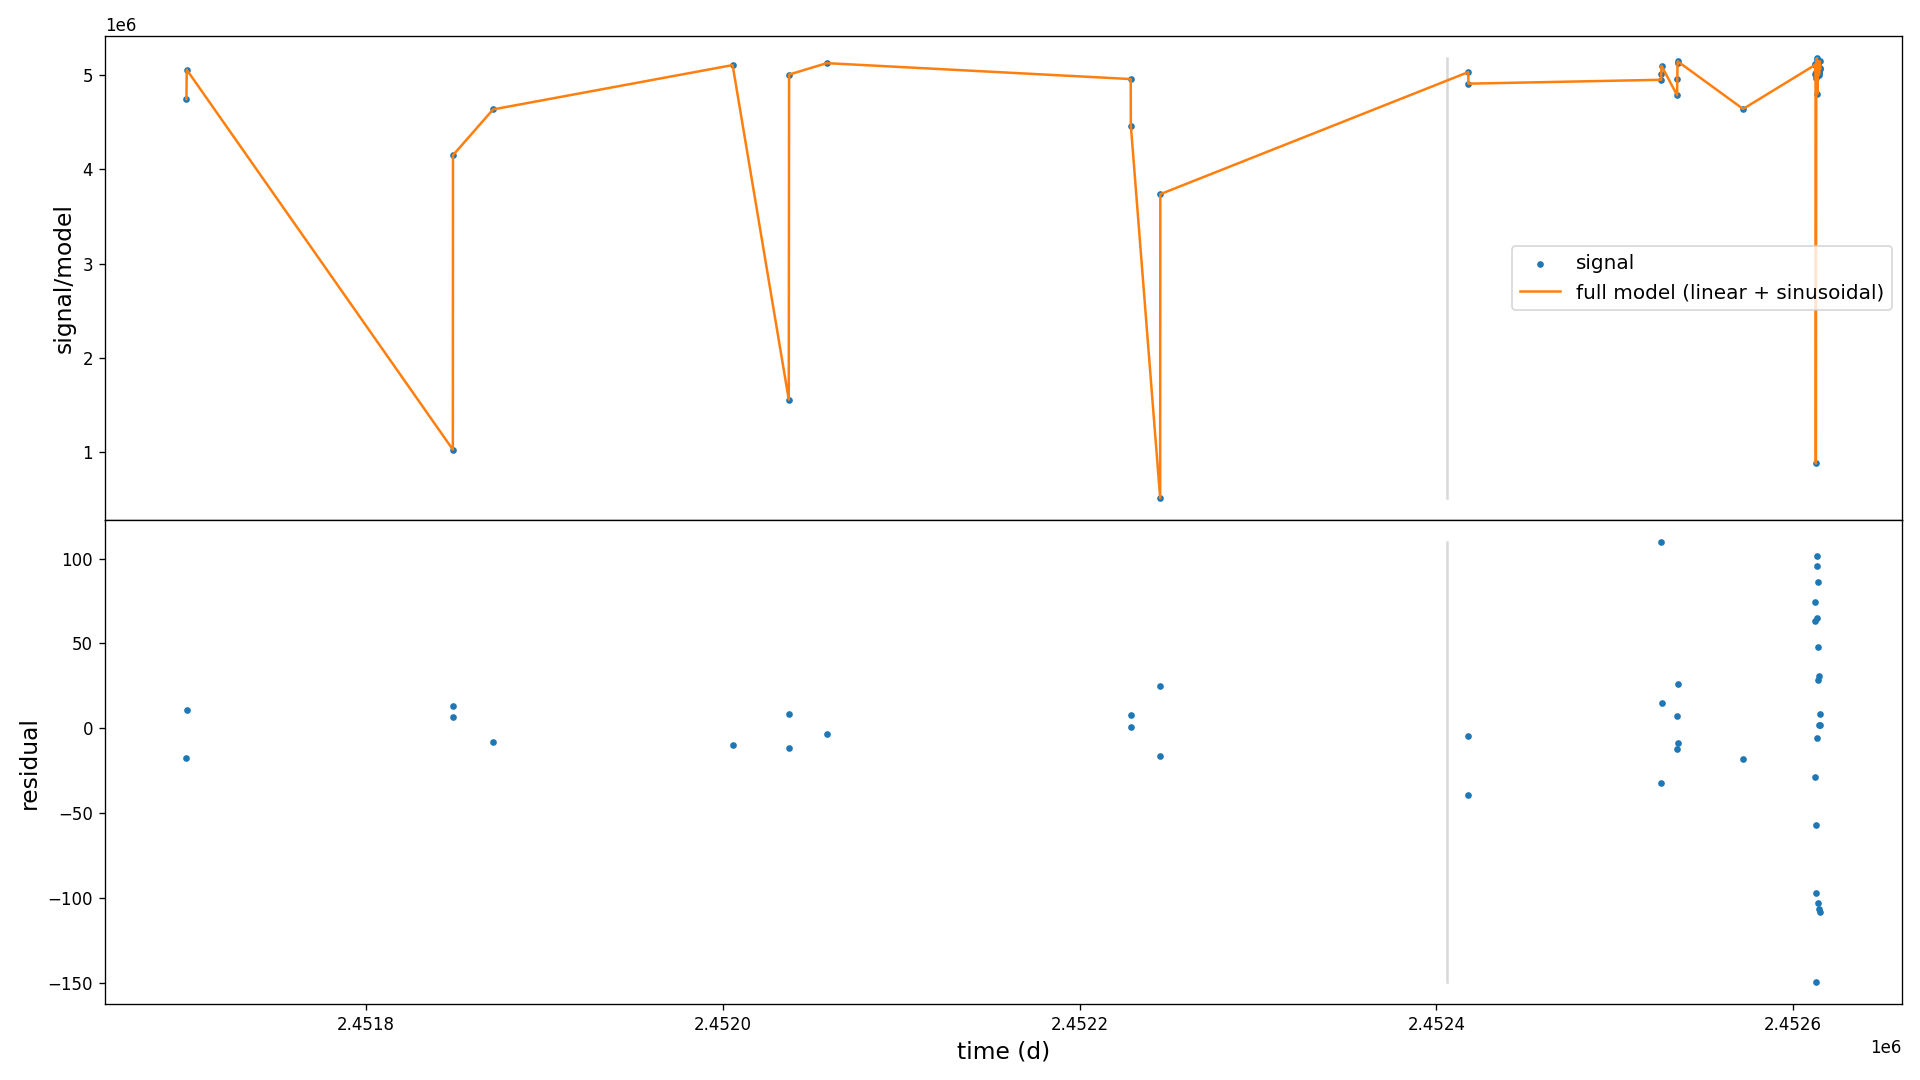 1e6
5
4
3
2
1
signal/model
signal
full model (linear + sinusoidal)
100
50
0
−50
−100
−150
residual
2.4518
2.4520
2.4522
2.4524
2.4526
1e6
time (d)